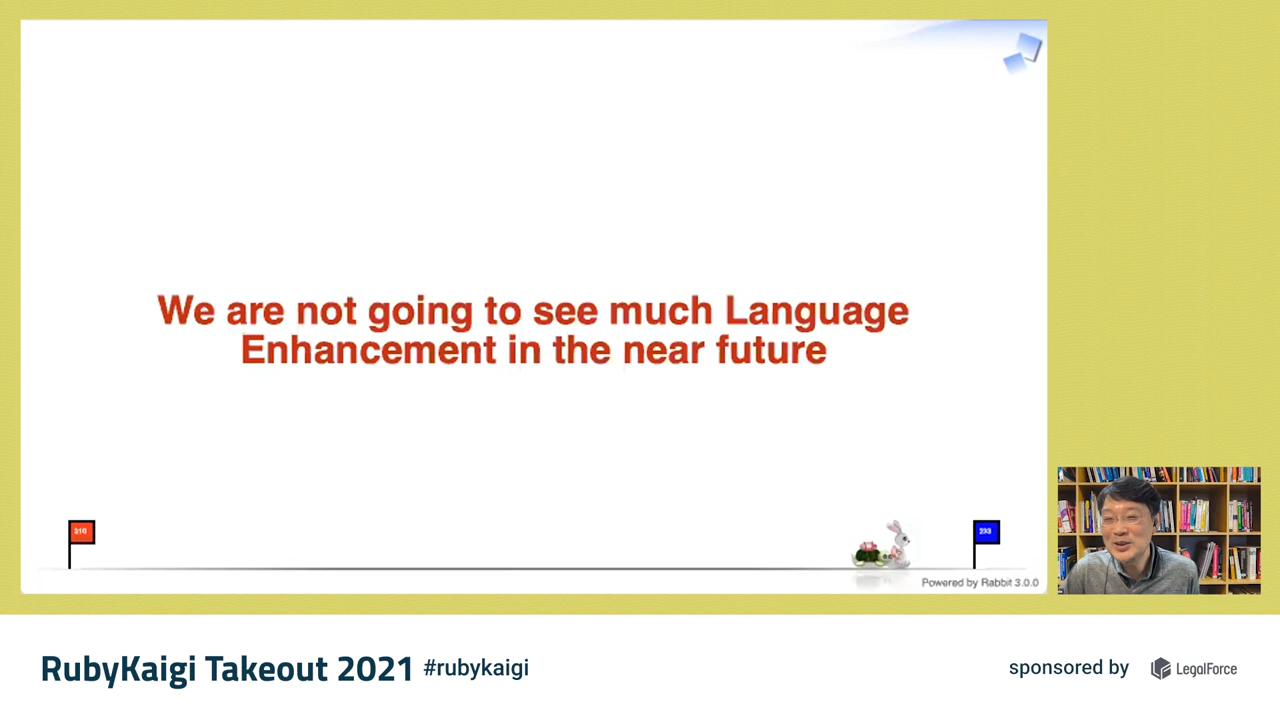 We are not going to see much Language
Enhancement in the near future
Powered by Rabbit 3.0.0
RubyKaigi Takeout 2021 #rubykaigi
sponsored by LegalForce